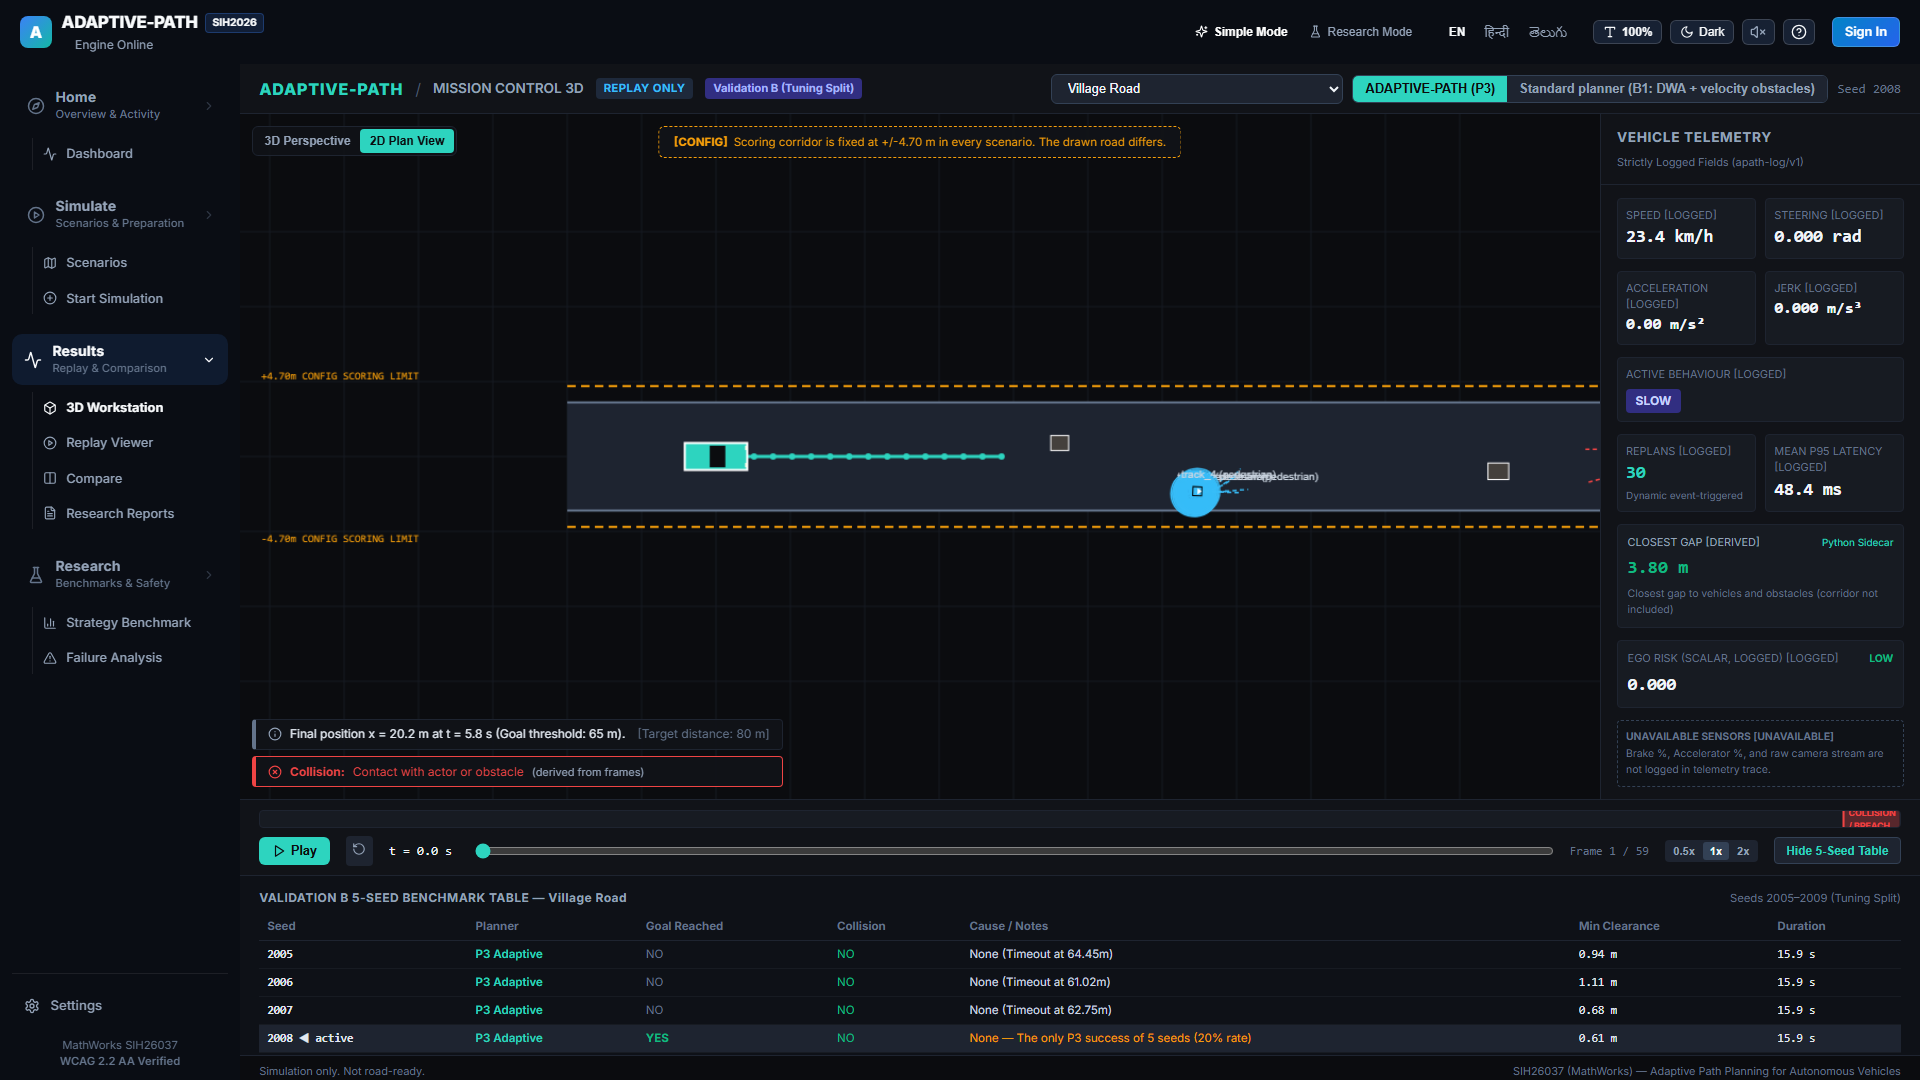 A
ADAPTIVE-PATH SIH2026
Engine Online
Simple Mode
Research Mode
EN
हिन्दी
తెలుగు
100%
Dark
Sign In
Home
Overview & Activity
Dashboard
Simulate
Scenarios & Preparation
Scenarios
Start Simulation
Results
Replay & Comparison
3D Workstation
Replay Viewer
Compare
Research Reports
Research
Benchmarks & Safety
Strategy Benchmark
Failure Analysis
Settings
MathWorks SIH26037
WCAG 2.2 AA Verified
ADAPTIVE-PATH / MISSION CONTROL 3D REPLAY ONLY Validation B (Tuning Split)
Village Road
ADAPTIVE-PATH (P3) Standard planner (B1: DWA + velocity obstacles) Seed 2008
3D Perspective 2D Plan View
[CONFIG] Scoring corridor is fixed at +/-4.70 m in every scenario. The drawn road differs.
+4.70m CONFIG SCORING LIMIT
-4.70m CONFIG SCORING LIMIT
Final position x = 20.2 m at t = 5.8 s (Goal threshold: 65 m). [Target distance: 80 m]
Collision: Contact with actor or obstacle (derived from frames)
VEHICLE TELEMETRY
Strictly Logged Fields (apath-log/v1)
SPEED [LOGGED]
23.4 km/h
STEERING [LOGGED]
0.000 rad
ACCELERATION
[LOGGED]
0.00 m/s²
JERK [LOGGED]
0.000 m/s³
ACTIVE BEHAVIOUR [LOGGED]
SLOW
REPLANS [LOGGED]
30
Dynamic event-triggered
MEAN P95 LATENCY
[LOGGED]
48.4 ms
CLOSEST GAP [DERIVED] Python Sidecar
3.80 m
Closest gap to vehicles and obstacles (corridor not
included)
EGO RISK (SCALAR, LOGGED) [LOGGED] LOW
0.000
UNAVAILABLE SENSORS [UNAVAILABLE]
Brake %, Accelerator %, and raw camera stream are
not logged in telemetry trace.
COLLISION
/ BREACH
Play t = 0.0 s Frame 1 / 59 0.5x 1x 2x Hide 5-Seed Table
VALIDATION B 5-SEED BENCHMARK TABLE — Village Road Seeds 2005–2009 (Tuning Split)
Seed Planner Goal Reached Collision Cause / Notes Min Clearance Duration
2005 P3 Adaptive NO NO None (Timeout at 64.45m) 0.94 m 15.9 s
2006 P3 Adaptive NO NO None (Timeout at 61.02m) 1.11 m 15.9 s
2007 P3 Adaptive NO NO None (Timeout at 62.75m) 0.68 m 15.9 s
2008 ◀ active P3 Adaptive YES NO None — The only P3 success of 5 seeds (20% rate) 0.61 m 15.9 s
Simulation only. Not road-ready. SIH26037 (MathWorks) — Adaptive Path Planning for Autonomous Vehicles